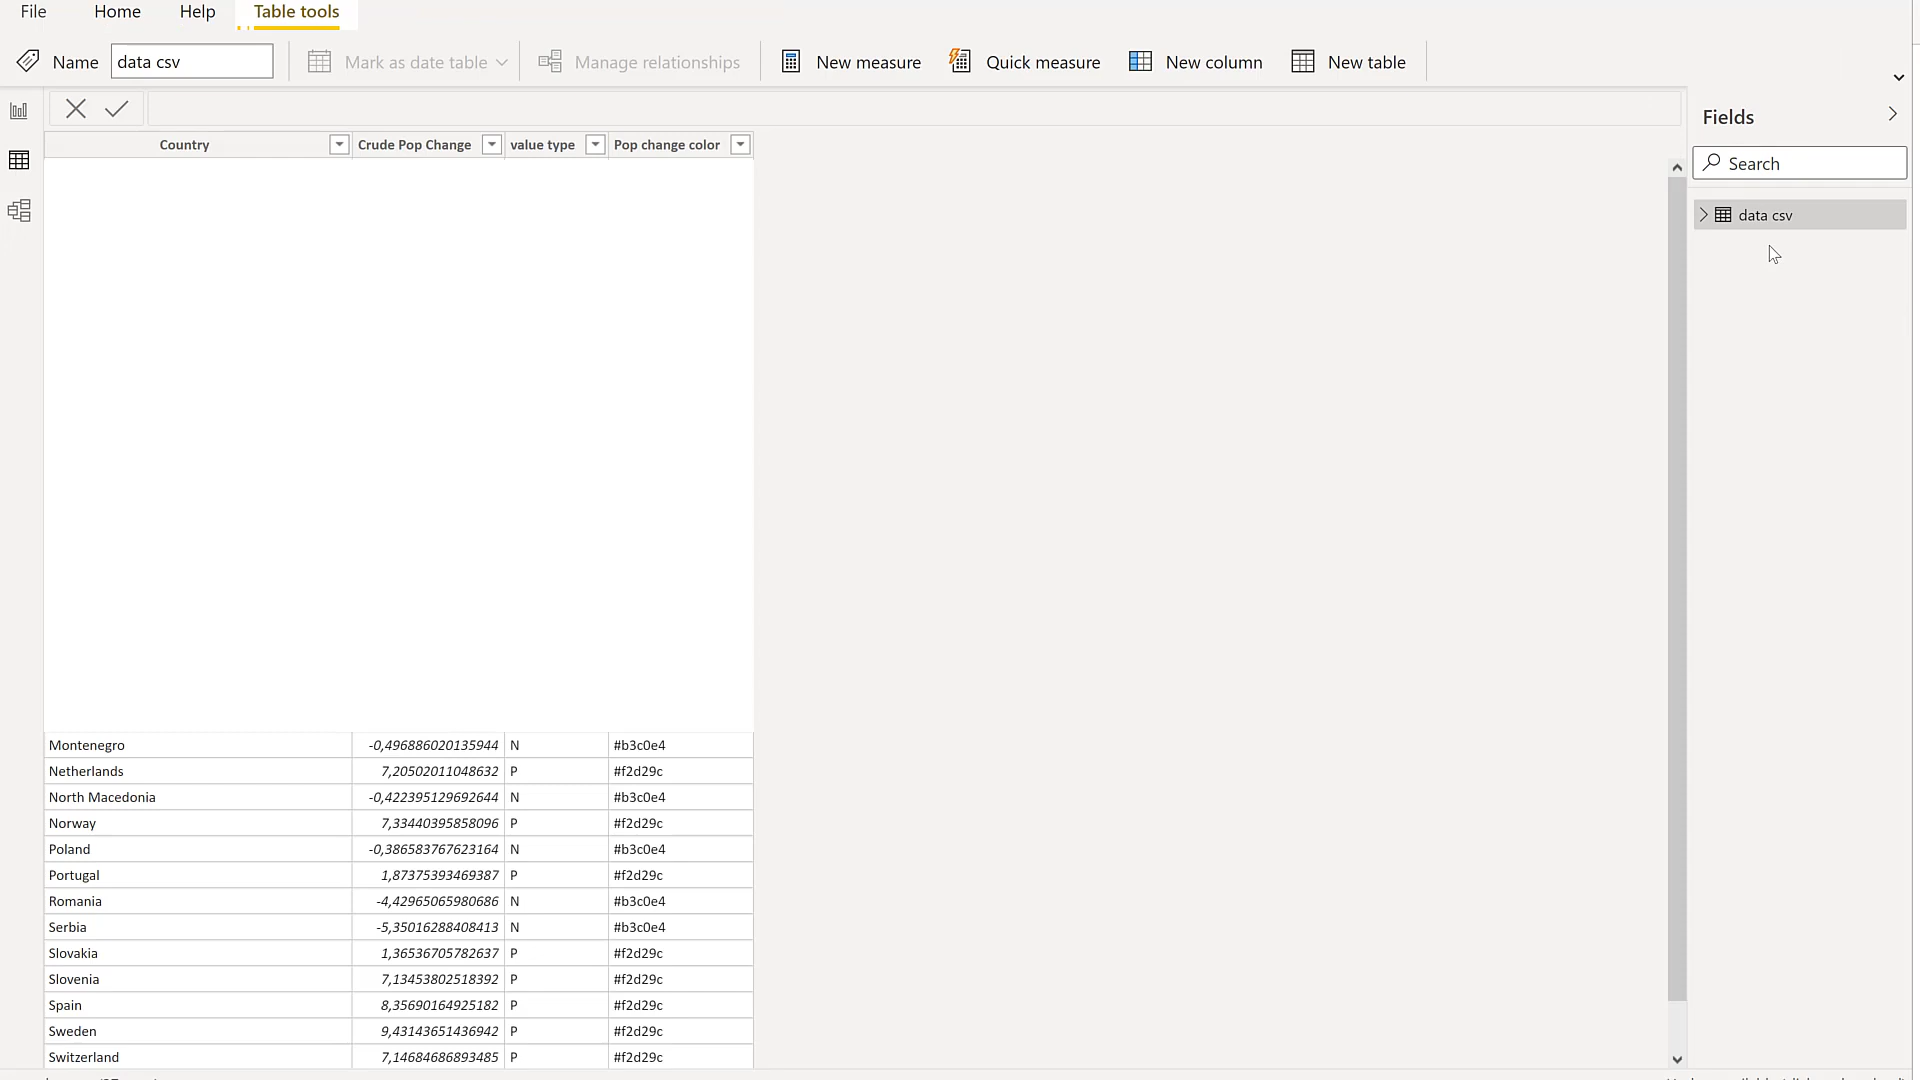 File Home Help Table tools
Name data csv Mark as date table Manage relationships New measure Quick measure New column New table
Fields
Search
data csv
Country Crude Pop Change value type Pop change color
Montenegro -0,496886020135944 N #b3c0e4
Netherlands 7,20502011048632 P #f2d29c
North Macedonia -0,422395129692644 N #b3c0e4
Norway 7,33440395858096 P #f2d29c
Poland -0,386583767623164 N #b3c0e4
Portugal 1,87375393469387 P #f2d29c
Romania -4,42965065980686 N #b3c0e4
Serbia -5,35016288408413 N #b3c0e4
Slovakia 1,36536705782637 P #f2d29c
Slovenia 7,13453802518392 P #f2d29c
Spain 8,35690164925182 P #f2d29c
Sweden 9,43143651436942 P #f2d29c
Switzerland 7,14684686893485 P #f2d29c